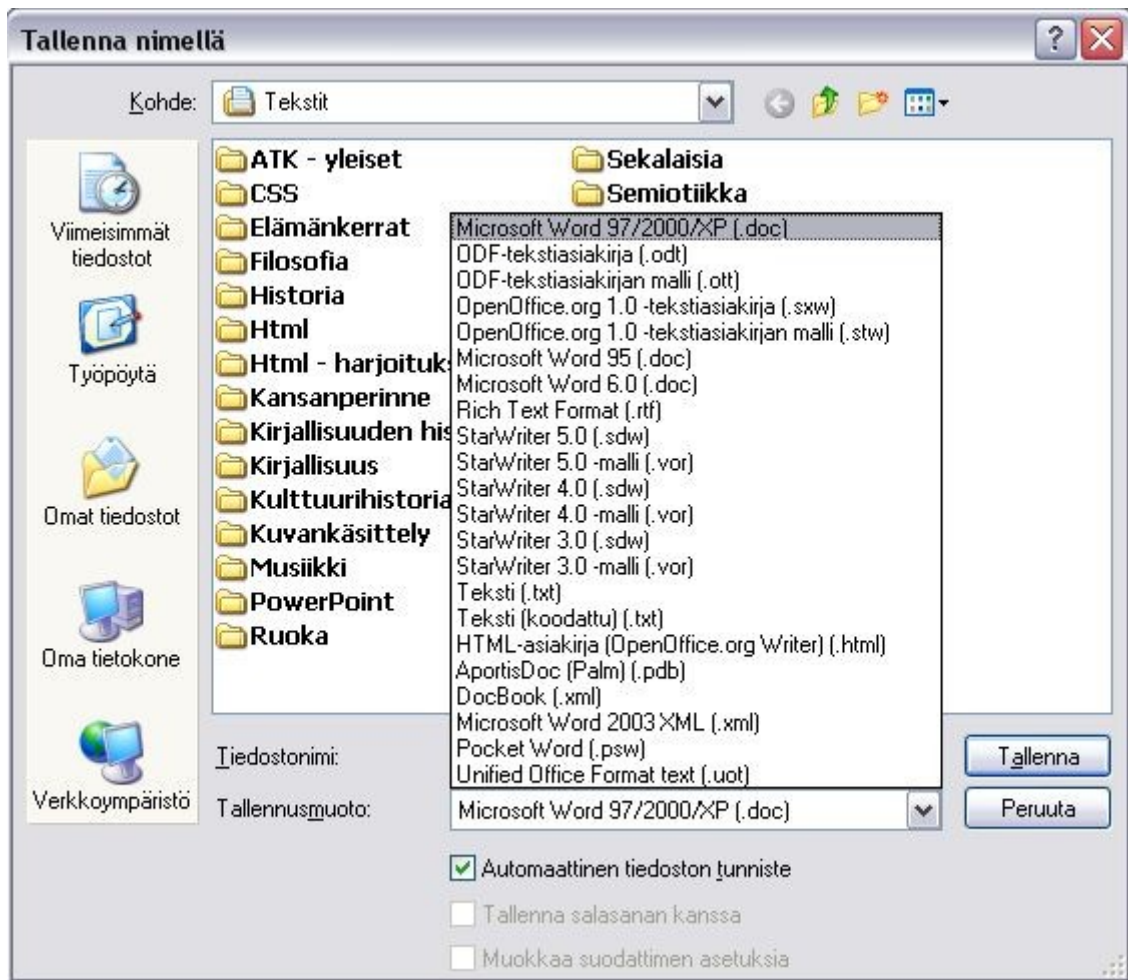 Tallenna nimellä
Kohde:
Tekstit
Viimeisimmät
tiedostot
Työpöytä
Omat tiedostot
Oma tietokone
Verkkoympäristö
ATK - yleiset
CSS
Elämänkerrat
Filosofia
Historia
Html
Html - harjoituks
Kansanperinne
Kirjallisuuden his
Kirjallisuus
Kulttuurihistoria
Kuvankäsittely
Musiikki
PowerPoint
Ruoka
Sekalaisia
Semiotiikka
Microsoft Word 97/2000/XP (.doc)
ODF-tekstiasiakirja (.odt)
ODF-tekstiasiakirjan malli (.ott)
OpenOffice.org 1.0 -tekstiasiakirja (.sxw)
OpenOffice.org 1.0 -tekstiasiakirjan malli (.stw)
Microsoft Word 95 (.doc)
Microsoft Word 6.0 (.doc)
Rich Text Format (.rtf)
StarWriter 5.0 (.sdw)
StarWriter 5.0 -malli (.vor)
StarWriter 4.0 (.sdw)
StarWriter 4.0 -malli (.vor)
StarWriter 3.0 (.sdw)
StarWriter 3.0 -malli (.vor)
Teksti (.txt)
Teksti (koodattu) (.txt)
HTML-asiakirja (OpenOffice.org Writer) (.html)
AportisDoc (Palm) (.pdb)
DocBook (.xml)
Microsoft Word 2003 XML (.xml)
Pocket Word (.psw)
Unified Office Format text (.uot)
Tiedostonimi:
Tallenna
Tallennusmuoto:
Microsoft Word 97/2000/XP (.doc)
Peruuta
Automaattinen tiedoston tunniste
Tallenna salasanan kanssa
Muokkaa suodattimen asetuksia